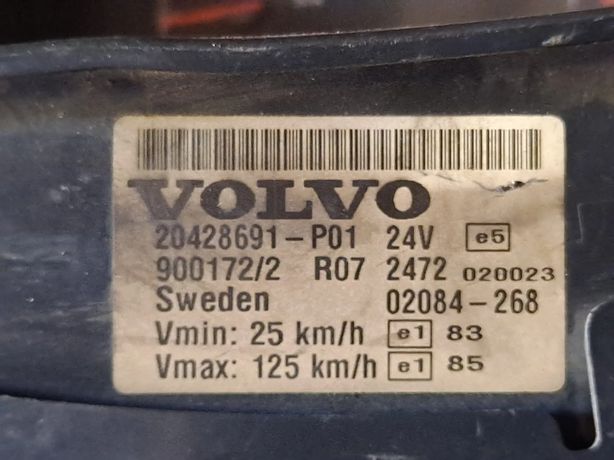 VOLVO
20428691-P01 24V e5
900172/2 R07 2472 020023
Sweden 02084-268
Vmin: 25 km/h e1 83
Vmax: 125 km/h e1 85